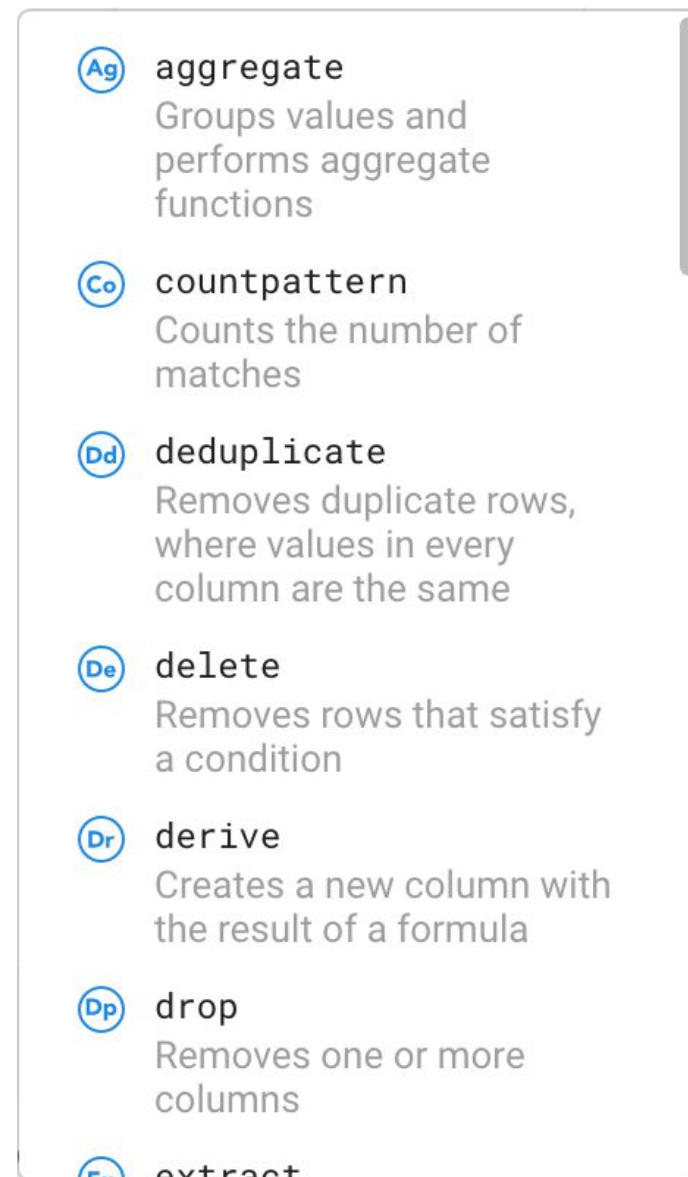 Ag aggregate
Groups values and
performs aggregate
functions
Co countpattern
Counts the number of
matches
Dd deduplicate
Removes duplicate rows,
where values in every
column are the same
De delete
Removes rows that satisfy
a condition
Dr derive
Creates a new column with
the result of a formula
Dp drop
Removes one or more
columns
extract